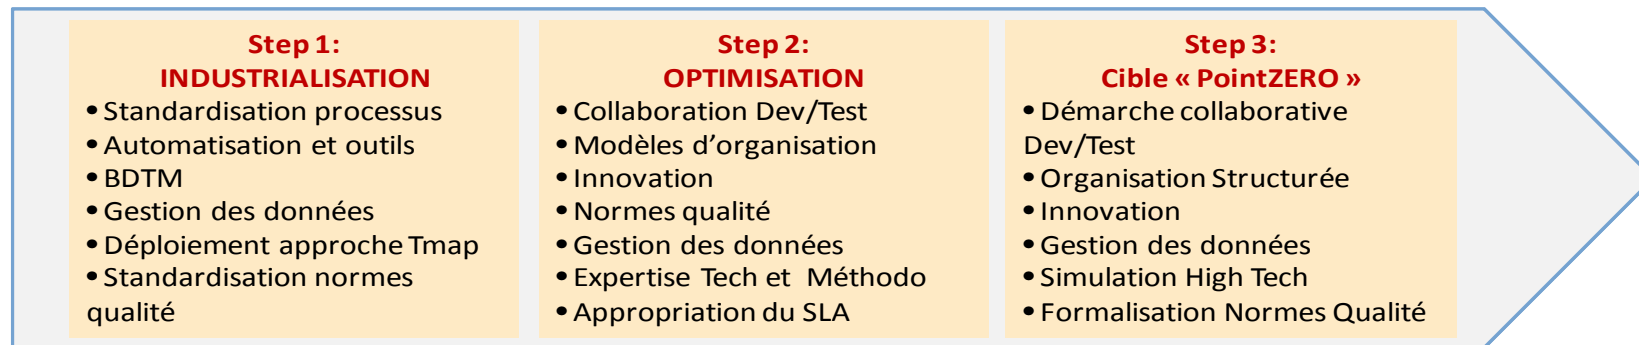 Step 1:
INDUSTRIALISATION
• Standardisation processus
• Automatisation et outils
• BDTM
• Gestion des données
• Déploiement approche Tmap
• Standardisation normes
qualité
Step 2:
OPTIMISATION
• Collaboration Dev/Test
• Modèles d’organisation
• Innovation
• Normes qualité
• Gestion des données
• Expertise Tech et Méthodo
• Appropriation du SLA
Step 3:
Cible « PointZERO »
• Démarche collaborative
Dev/Test
• Organisation Structurée
• Innovation
• Gestion des données
• Simulation High Tech
• Formalisation Normes Qualité